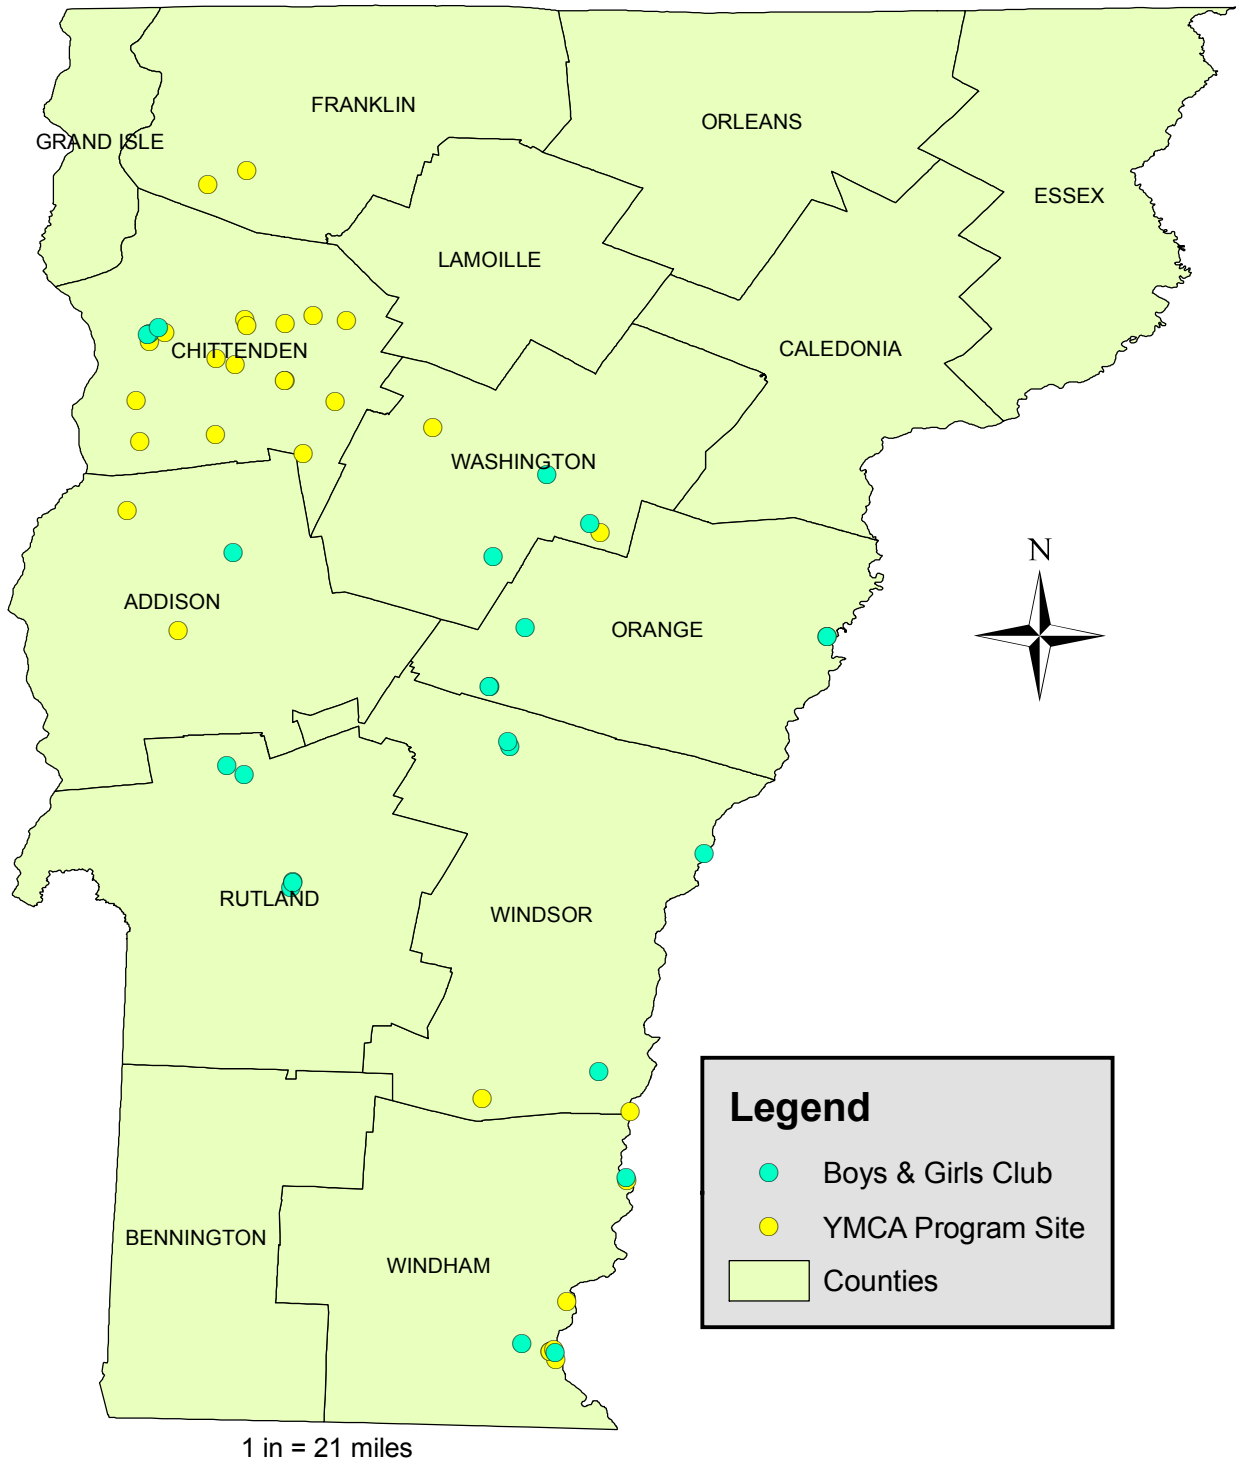 FRANKLIN
ORLEANS
GRAND ISLE
ESSEX
LAMOILLE
CHITTENDEN
CALEDONIA
WASHINGTON
N
ADDISON
ORANGE
RUTLAND
WINDSOR
Legend
Boys & Girls Club
YMCA Program Site
Counties
BENNINGTON
WINDHAM
1 in = 21 miles